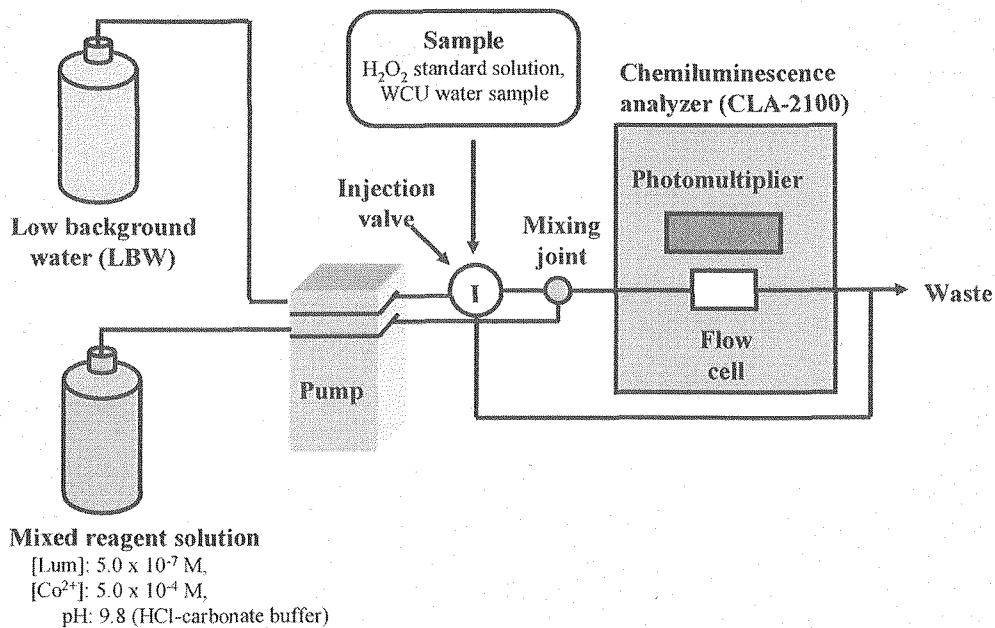 Sample
H₂O₂ standard solution,
WCU water sample
Chemiluminescence
analyzer (CLA-2100)
Photomultiplier
Injection
valve
Mixing
joint
Low background
water (LBW)
I
Waste
Flow
cell
Pump
Mixed reagent solution
[Lum]: 5.0 x 10⁻⁷ M,
[Co²⁺]: 5.0 x 10⁻⁴ M,
pH: 9.8 (HCl-carbonate buffer)